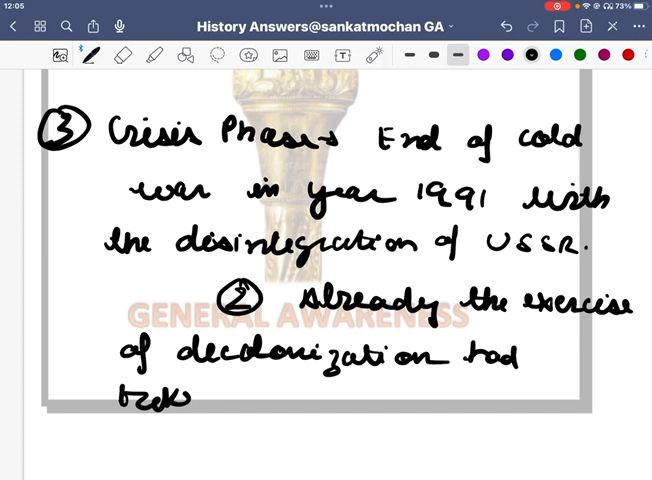 12:05
73%
History Answers@sankatmochan GA
③ Crisis Phase→ End of cold
war in year 1991 with
the disintegration of USSR.
② Already the exercise
GENERAL AWARENESS
of decolonization had